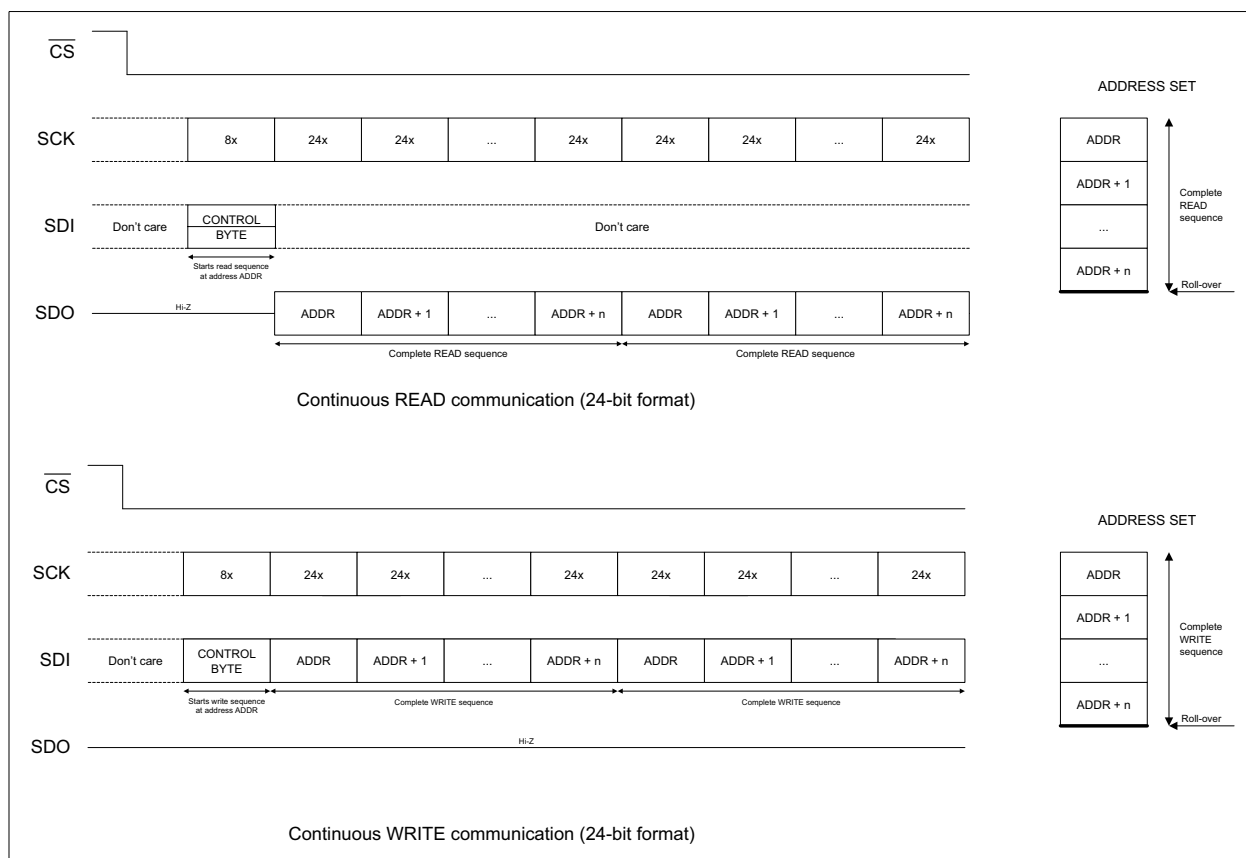 CS
ADDRESS SET
SCK
8x
24x
24x
...
24x
24x
24x
...
24x
ADDR
ADDR + 1
...
ADDR + n
Complete
READ
sequence
Roll-over
SDI
Don't care
CONTROL
BYTE
Don't care
Starts read sequence
at address ADDR
SDO
Hi-Z
ADDR
ADDR + 1
...
ADDR + n
ADDR
ADDR + 1
...
ADDR + n
Complete READ sequence
Complete READ sequence
Continuous READ communication (24-bit format)
CS
ADDRESS SET
SCK
8x
24x
24x
...
24x
24x
24x
...
24x
ADDR
ADDR + 1
...
ADDR + n
Complete
WRITE
sequence
Roll-over
SDI
Don't care
CONTROL
BYTE
ADDR
ADDR + 1
...
ADDR + n
ADDR
ADDR + 1
...
ADDR + n
Starts write sequence
at address ADDR
Complete WRITE sequence
Complete WRITE sequence
SDO
Hi-Z
Continuous WRITE communication (24-bit format)